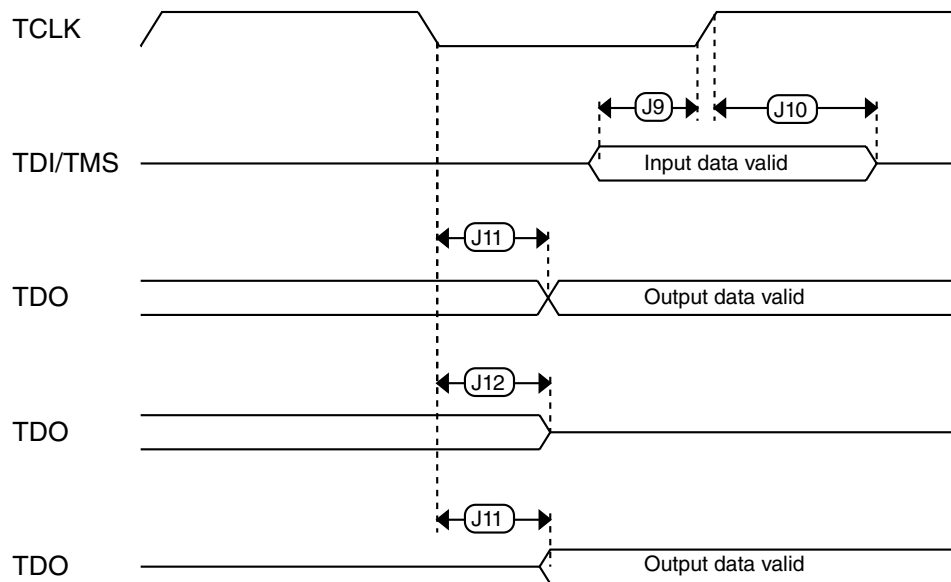 TCLK
J9
J10
TDI/TMS
Input data valid
J11
TDO
Output data valid
J12
TDO
J11
TDO
Output data valid